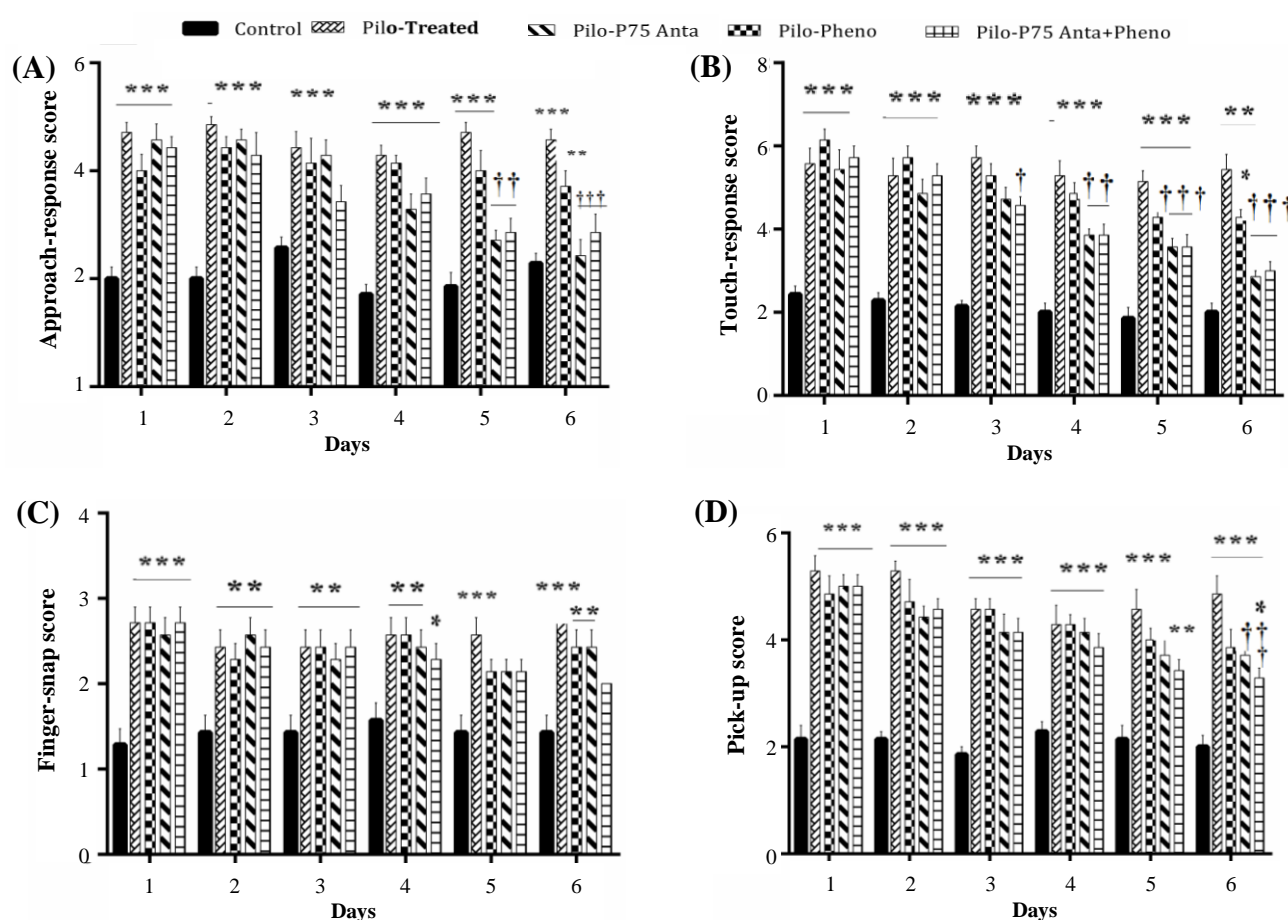 Control Pilo-Treated Pilo-P75 Anta Pilo-Pheno Pilo-P75 Anta+Pheno
(A)
Approach-response score
6
4
2
1
*** *** *** *** *** ***
**
†† †††
1 2 3 4 5 6
Days
(B)
Touch-response score
8
6
4
2
0
*** *** *** *** *** **
*
† †† ††† †††
1 2 3 4 5 6
Days
(C)
Finger-snap score
4
3
2
1
0
*** ** ** ** *** ***
* **
1 2 3 4 5 6
Days
(D)
Pick-up score
6
4
2
0
*** *** *** *** *** ***
** *
†††
1 2 3 4 5 6
Days